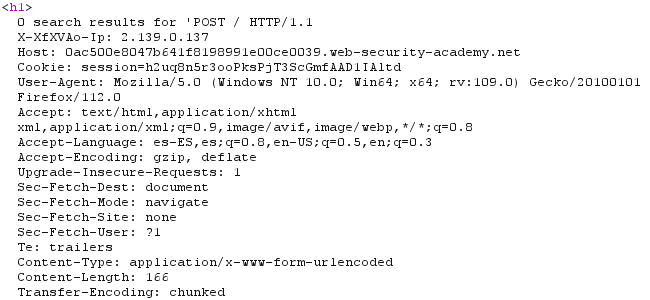 <h1>
0 search results for 'POST / HTTP/1.1
X-XfXVAo-Ip: 2.139.0.137
Host: 0ac500e8047b641f8198991e00ce0039.web-security-academy.net
Cookie: session=h2uq8n5r3ooPksPjT3ScGmfAAD1IAltd
User-Agent: Mozilla/5.0 (Windows NT 10.0; Win64; x64; rv:109.0) Gecko/20100101
Firefox/112.0
Accept: text/html,application/xhtml
xml,application/xml;q=0.9,image/avif,image/webp,*/*;q=0.8
Accept-Language: es-ES,es;q=0.8,en-US;q=0.5,en;q=0.3
Accept-Encoding: gzip, deflate
Upgrade-Insecure-Requests: 1
Sec-Fetch-Dest: document
Sec-Fetch-Mode: navigate
Sec-Fetch-Site: none
Sec-Fetch-User: ?1
Te: trailers
Content-Type: application/x-www-form-urlencoded
Content-Length: 166
Transfer-Encoding: chunked